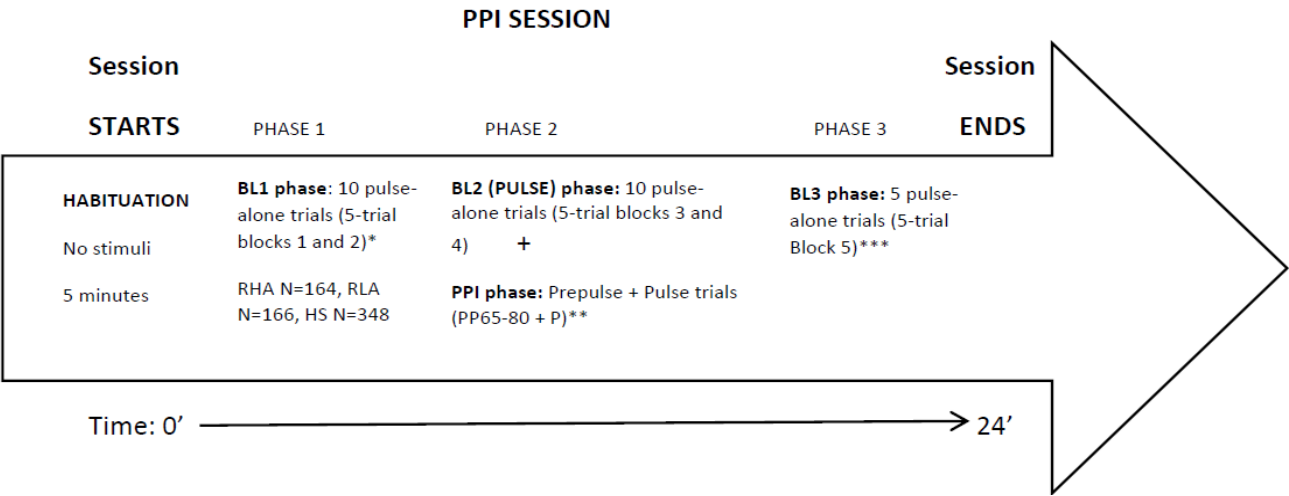 PPI SESSION
Session
STARTS
PHASE 1
PHASE 2
PHASE 3
Session
ENDS
HABITUATION
No stimuli
5 minutes
BL1 phase: 10 pulse-
alone trials (5-trial
blocks 1 and 2)*
RHA N=164, RLA
N=166, HS N=348
BL2 (PULSE) phase: 10 pulse-
alone trials (5-trial blocks 3 and
4) +
PPI phase: Prepulse + Pulse trials
(PP65-80 + P)**
BL3 phase: 5 pulse-
alone trials (5-trial
Block 5)***
Time: 0’
24’